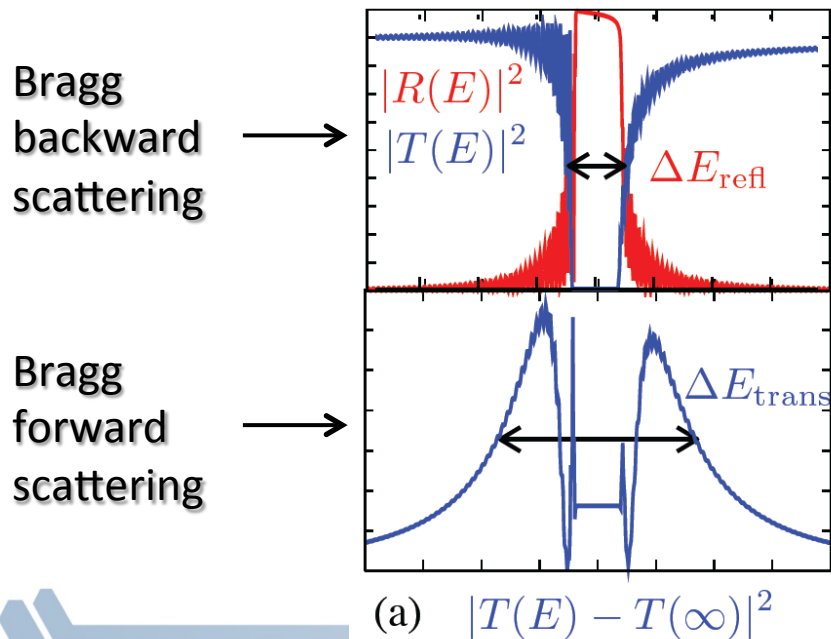 Bragg
backward
scattering
|R(E)|²
|T(E)|²
ΔE_refl
Bragg
forward
scattering
ΔE_trans
(a) |T(E) − T(∞)|²